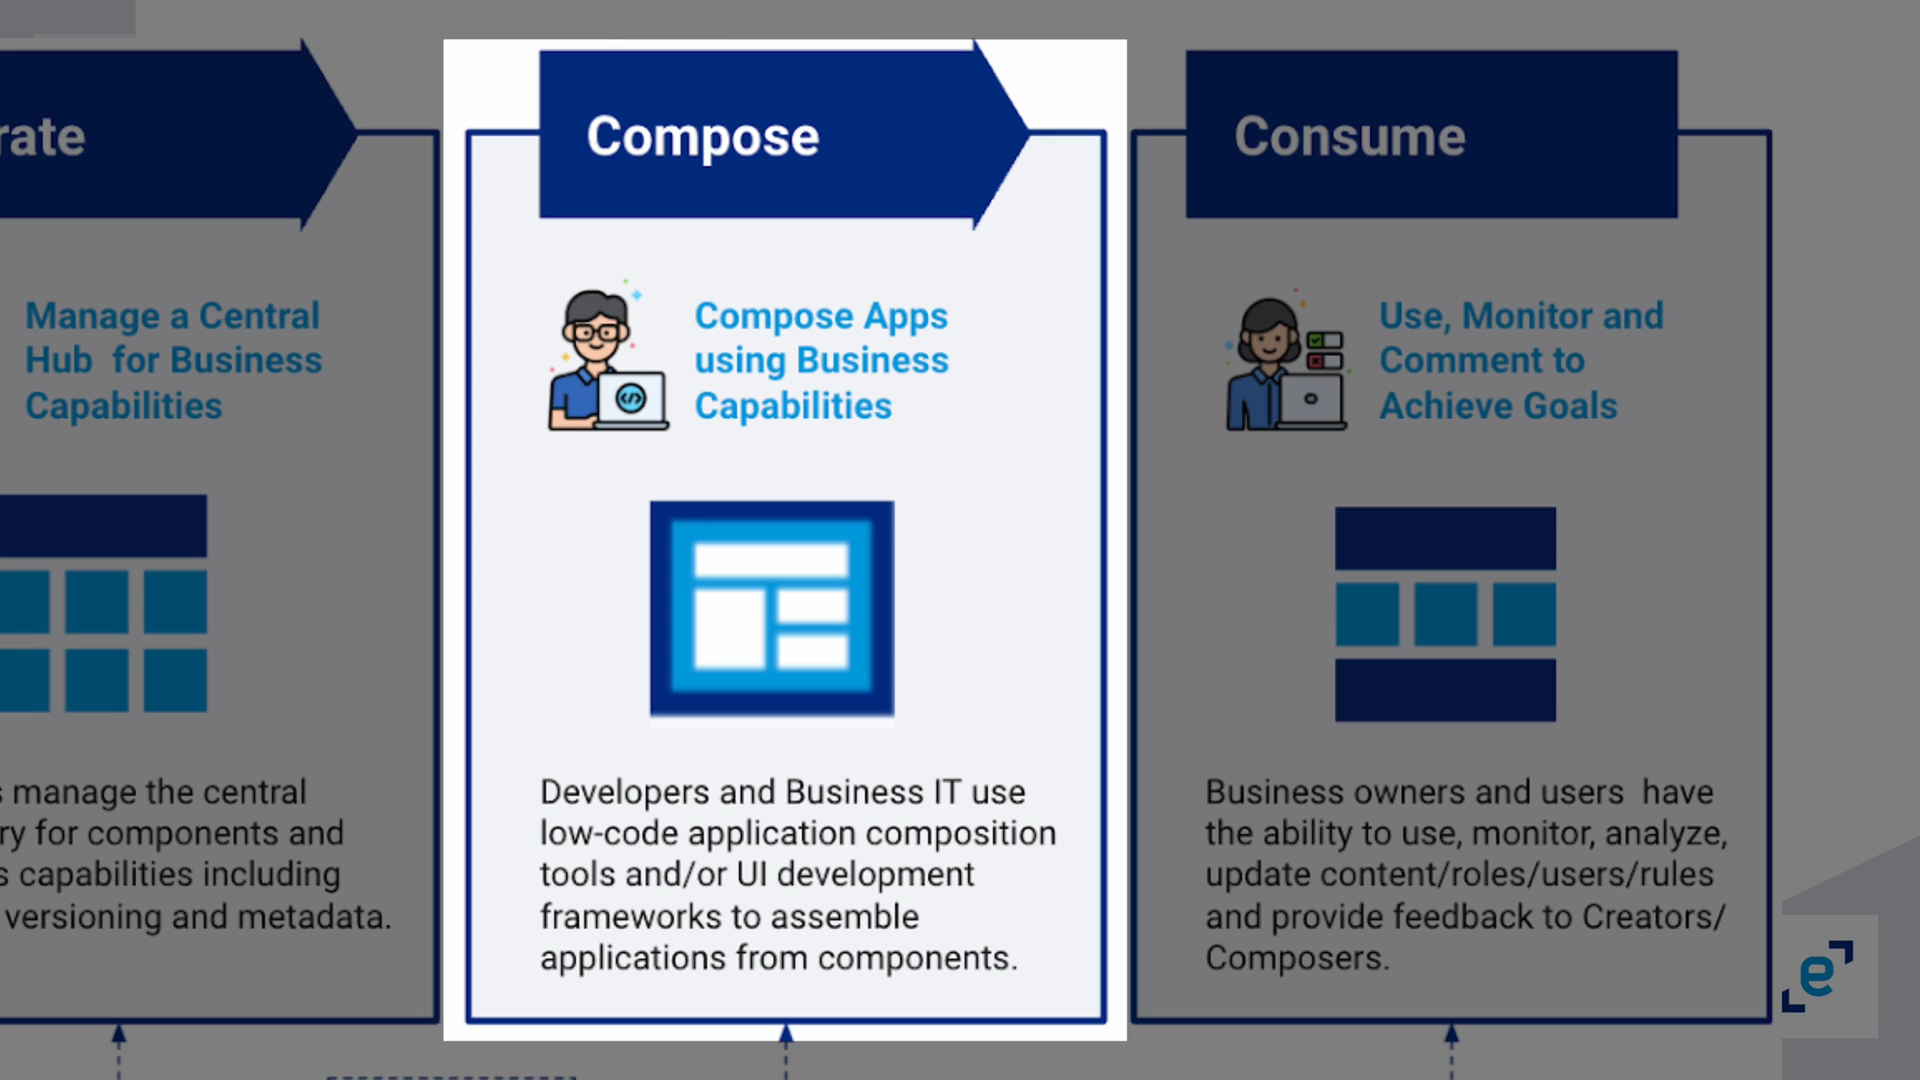 rate
Manage a Central
Hub for Business
Capabilities
s manage the central
ry for components and
s capabilities including
versioning and metadata.
Compose
Compose Apps
using Business
Capabilities
</>
Developers and Business IT use
low-code application composition
tools and/or UI development
frameworks to assemble
applications from components.
Consume
Use, Monitor and
Comment to
Achieve Goals
Business owners and users have
the ability to use, monitor, analyze,
update content/roles/users/rules
and provide feedback to Creators/
Composers.
e